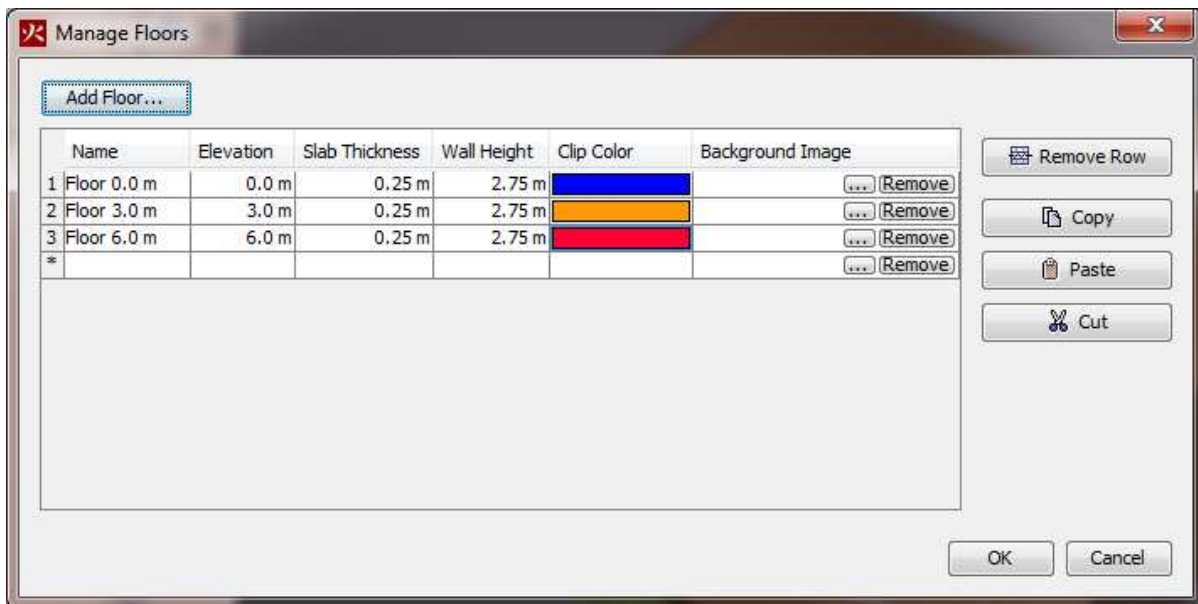 火 Manage Floors
Add Floor...
Name Elevation Slab Thickness Wall Height Clip Color Background Image
1 Floor 0.0 m 0.0 m 0.25 m 2.75 m ... Remove
2 Floor 3.0 m 3.0 m 0.25 m 2.75 m ... Remove
3 Floor 6.0 m 6.0 m 0.25 m 2.75 m ... Remove
* ... Remove
Remove Row
Copy
Paste
Cut
OK Cancel